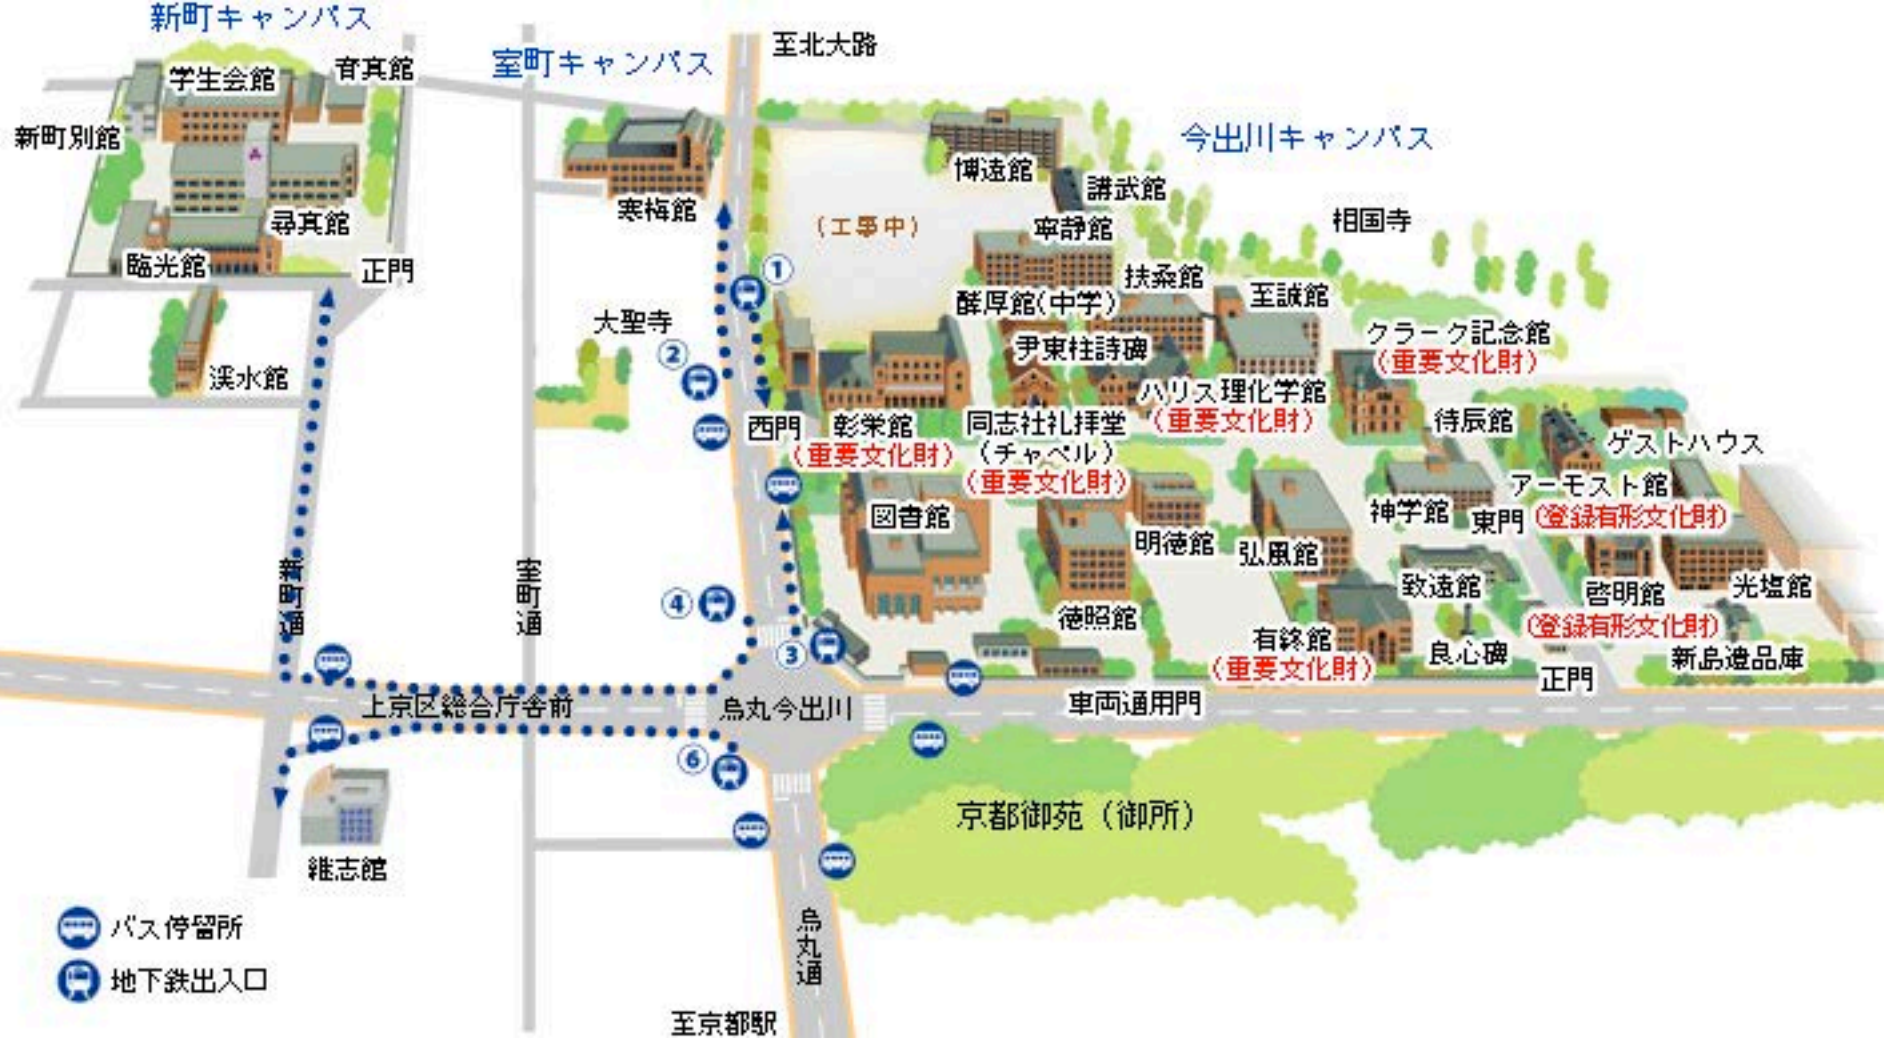 新町キャンパス
学生会館
育真館
新町別館
尋真館
臨光館
正門
渓水館
室町キャンパス
寒梅館
大聖寺
至北大路
今出川キャンパス
博遠館
講武館
(工事中)
寧静館
相国寺
扶桑館
至誠館
醇厚館(中学)
尹東柱詩碑
クラーク記念館
(重要文化財)
ハリス理化学館
(重要文化財)
①
②
西門
彰栄館
(重要文化財)
同志社礼拝堂
(チャペル)
(重要文化財)
待辰館
ゲストハウス
アーモスト館
(登録有形文化財)
図書館
明徳館
弘風館
神学館
東門
徳照館
致遠館
啓明館
(登録有形文化財)
光塩館
有終館
(重要文化財)
良心碑
新島遺品庫
正門
新町通
室町通
④
③
上京区総合庁舎前
烏丸今出川
車両通用門
⑥
京都御苑(御所)
継志館
バス停留所
地下鉄出入口
烏丸通
至京都駅